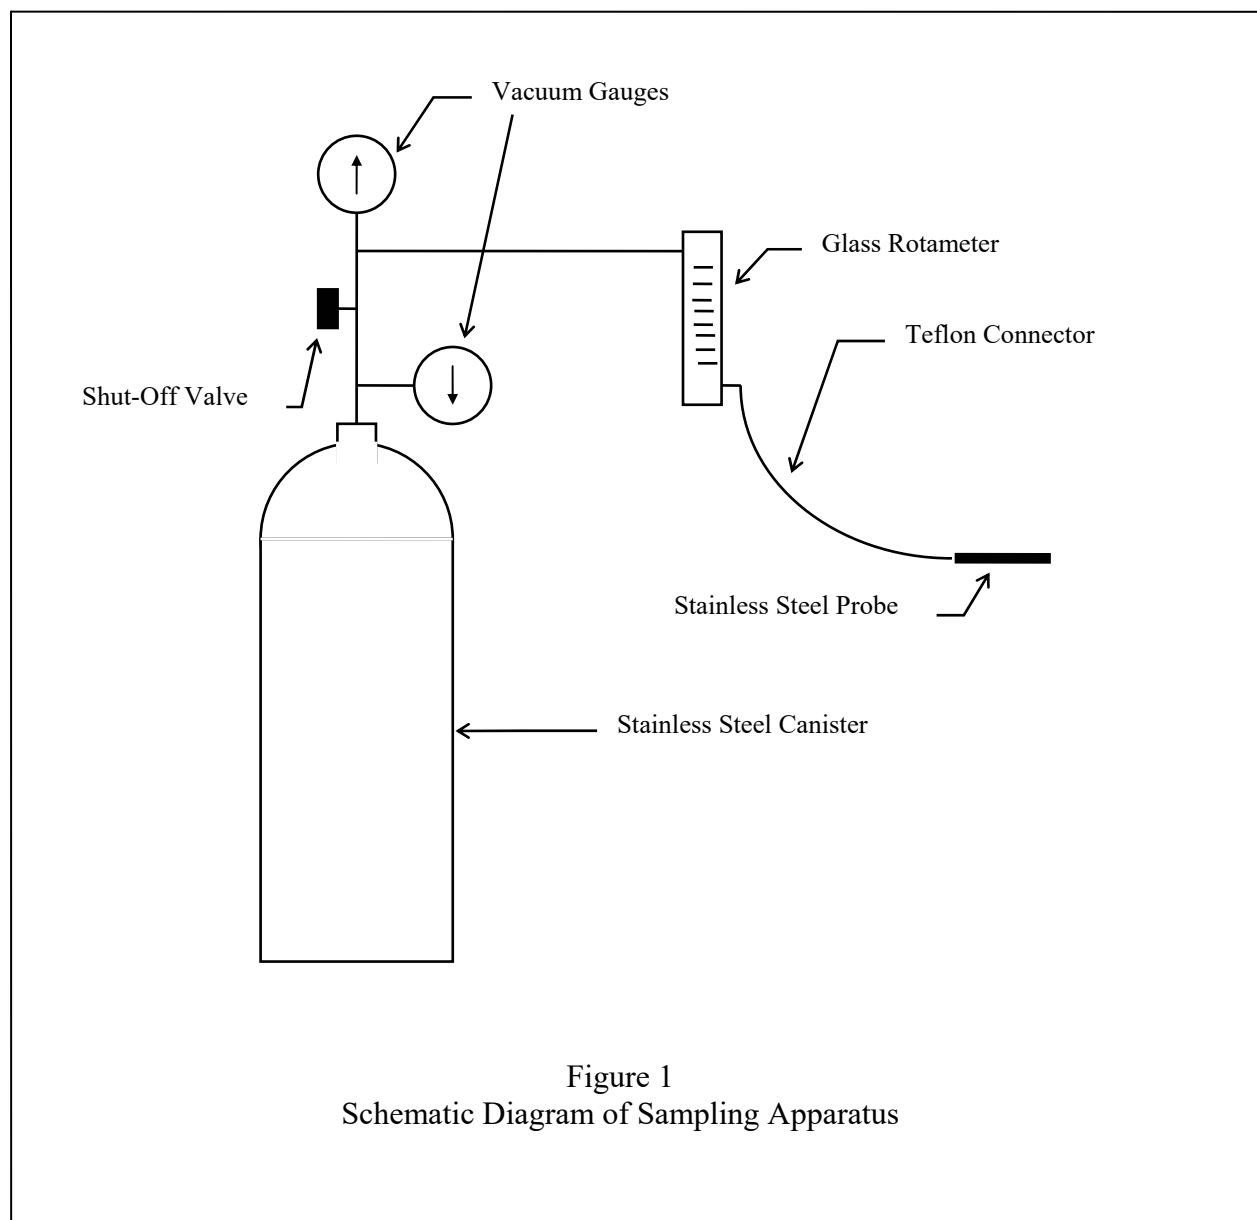 Vacuum Gauges
Glass Rotameter
Teflon Connector
Shut-Off Valve
Stainless Steel Probe
Stainless Steel Canister
Figure 1
Schematic Diagram of Sampling Apparatus